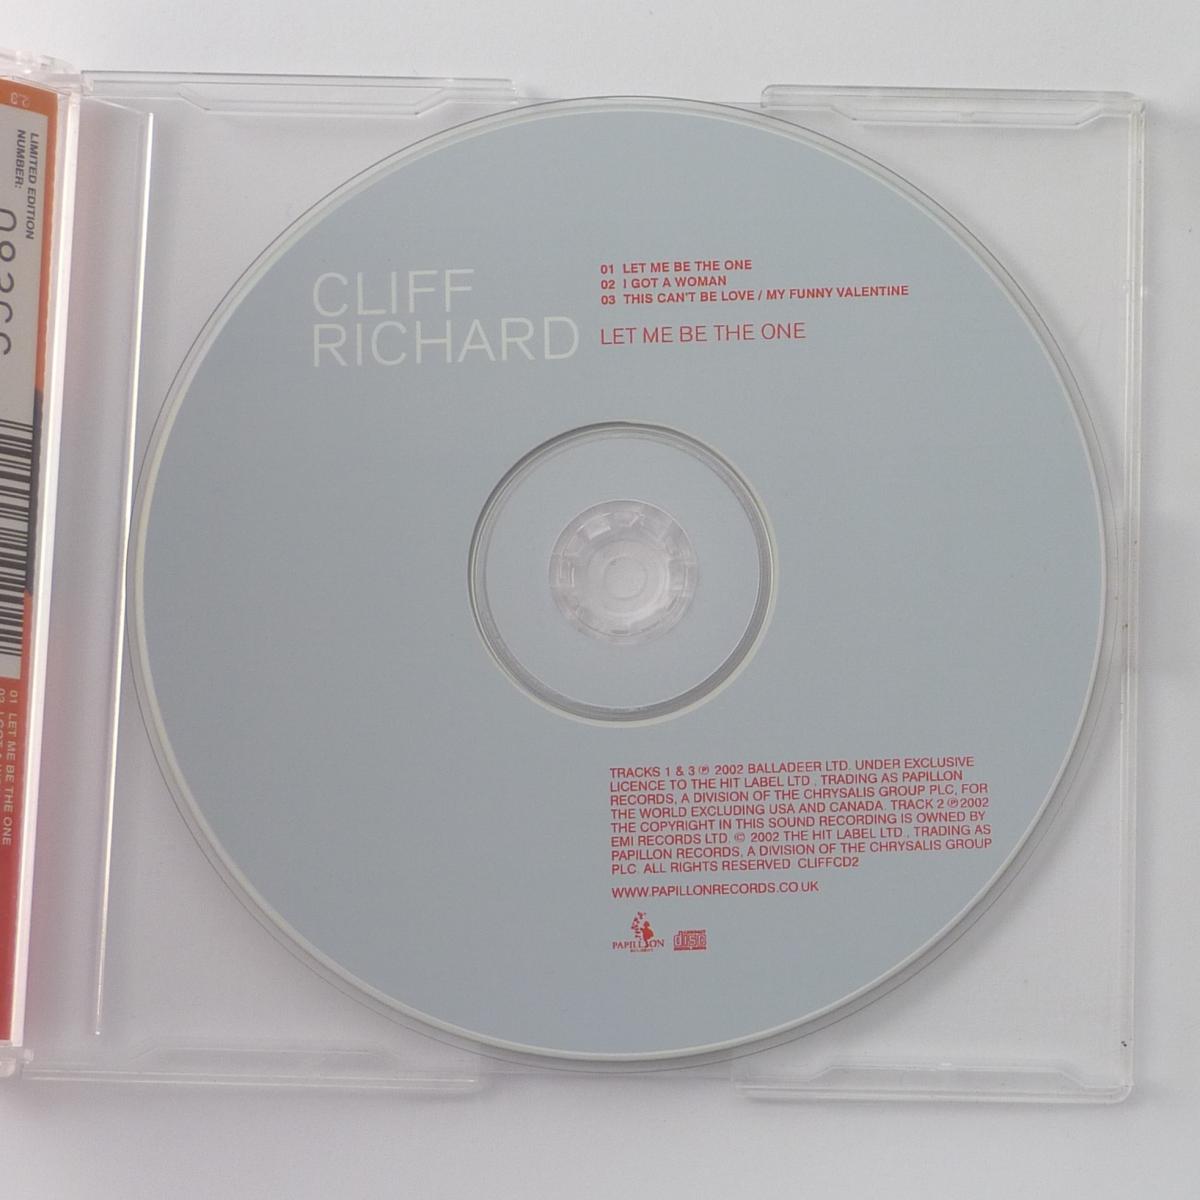 LIMITED EDITION
NUMBER:
CLIFF
RICHARD
01 LET ME BE THE ONE
02 I GOT A WOMAN
03 THIS CAN'T BE LOVE / MY FUNNY VALENTINE
LET ME BE THE ONE
TRACKS 1 & 3 ℗ 2002 BALLADEER LTD. UNDER EXCLUSIVE
LICENCE TO THE HIT LABEL LTD., TRADING AS PAPILLON
RECORDS, A DIVISION OF THE CHRYSALIS GROUP PLC, FOR
THE WORLD EXCLUDING USA AND CANADA. TRACK 2 ℗2002
THE COPYRIGHT IN THIS SOUND RECORDING IS OWNED BY
EMI RECORDS LTD. © 2002 THE HIT LABEL LTD., TRADING AS
PAPILLON RECORDS, A DIVISION OF THE CHRYSALIS GROUP
PLC. ALL RIGHTS RESERVED. CLIFFCD2
WWW.PAPILLONRECORDS.CO.UK
PAPILLON
disc
01 LET ME BE THE ONE